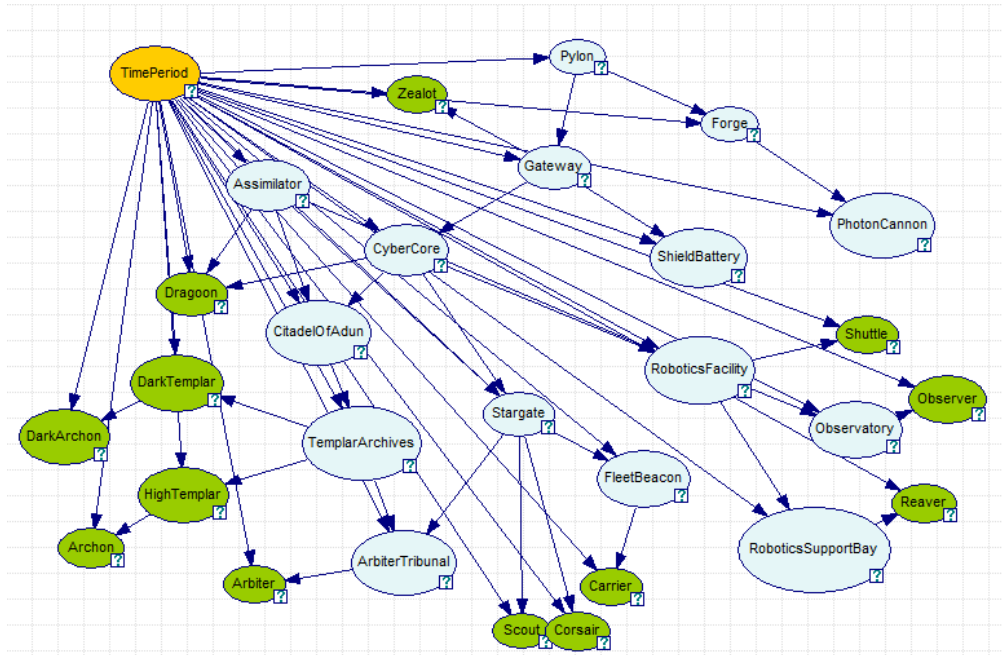 Pylon
?
TimePeriod
?
Zealot
?
Forge
?
Gateway
?
Assimilator
?
PhotonCannon
?
CyberCore
?
ShieldBattery
?
Dragoon
?
CitadelOfAdun
?
Shuttle
?
RoboticsFacility
?
DarkTemplar
?
Observer
?
Stargate
?
Observatory
?
DarkArchon
?
TemplarArchives
?
FleetBeacon
?
HighTemplar
?
Reaver
?
Archon
?
RoboticsSupportBay
?
ArbiterTribunal
?
Arbiter
?
Carrier
?
Scout
?
Corsair
?